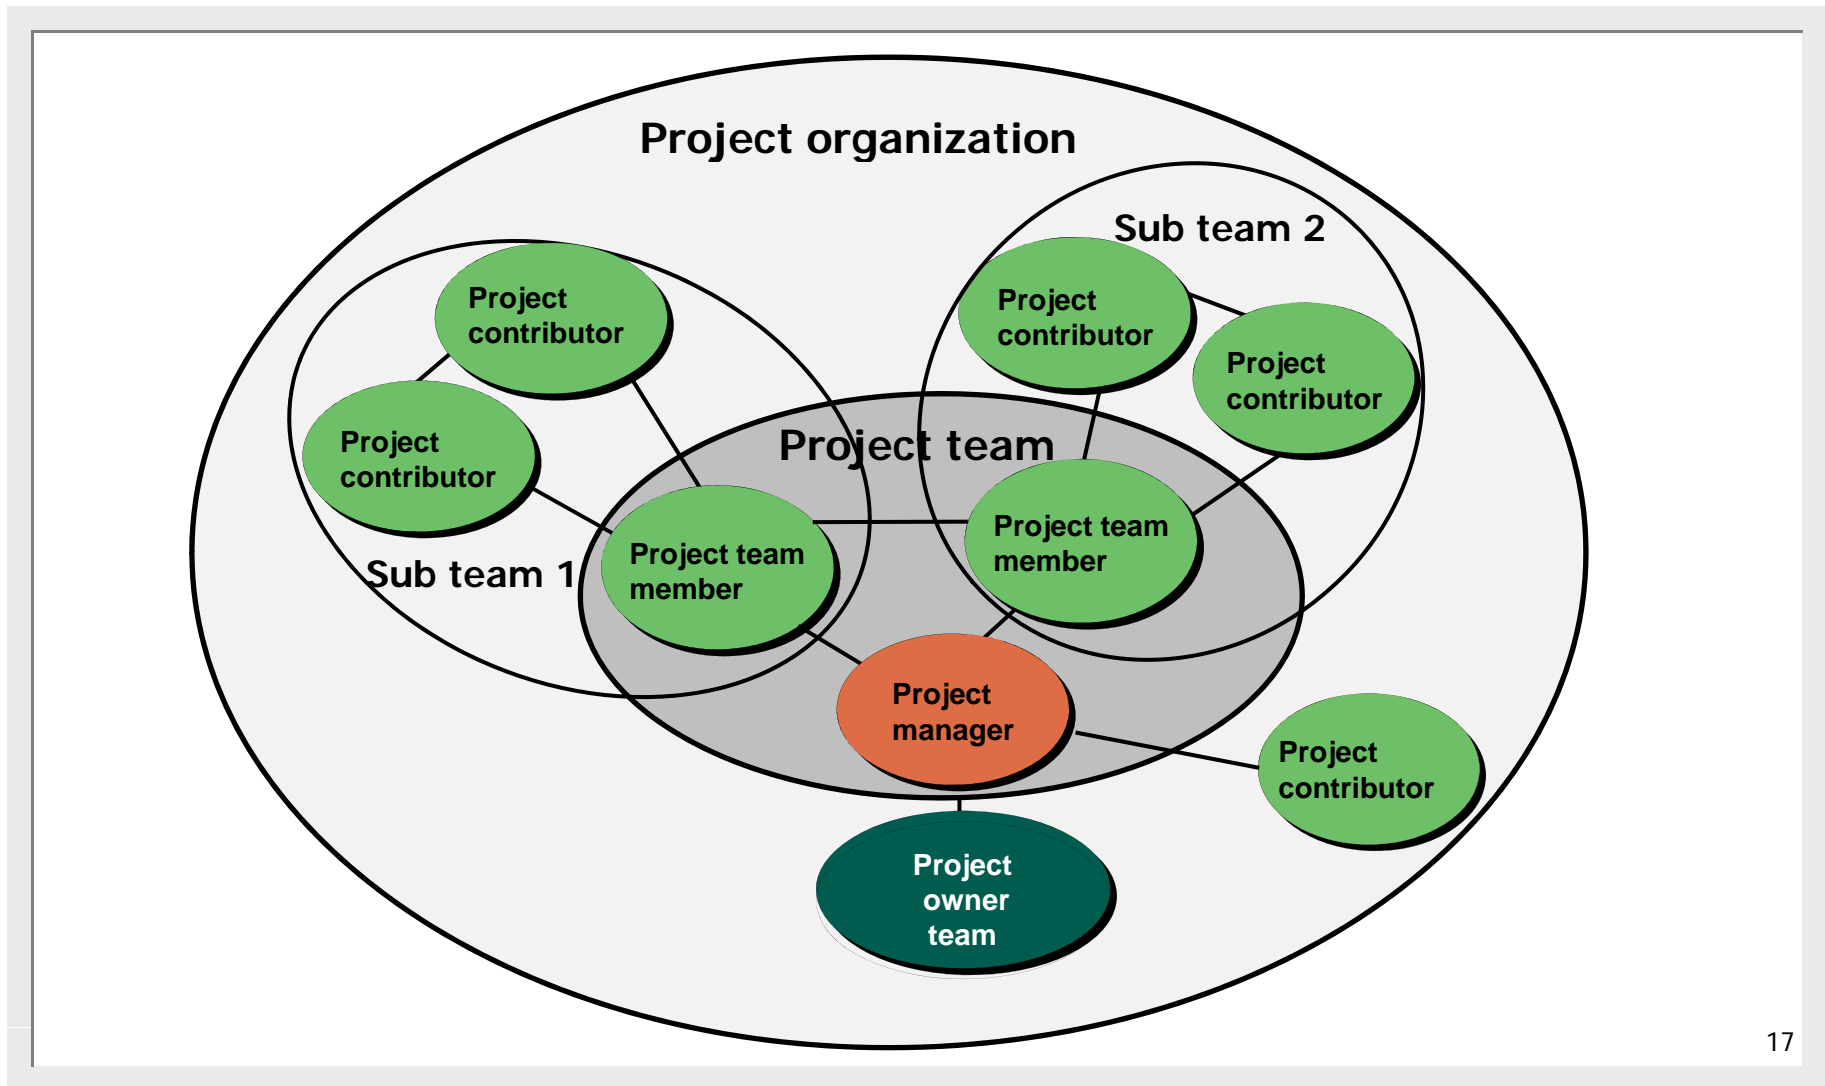 Project organization
Sub team 2
Project
contributor
Project
contributor
Project
contributor
Project
contributor
Project team
Sub team 1
Project team
member
Project team
member
Project
manager
Project
contributor
Project
owner
team
17